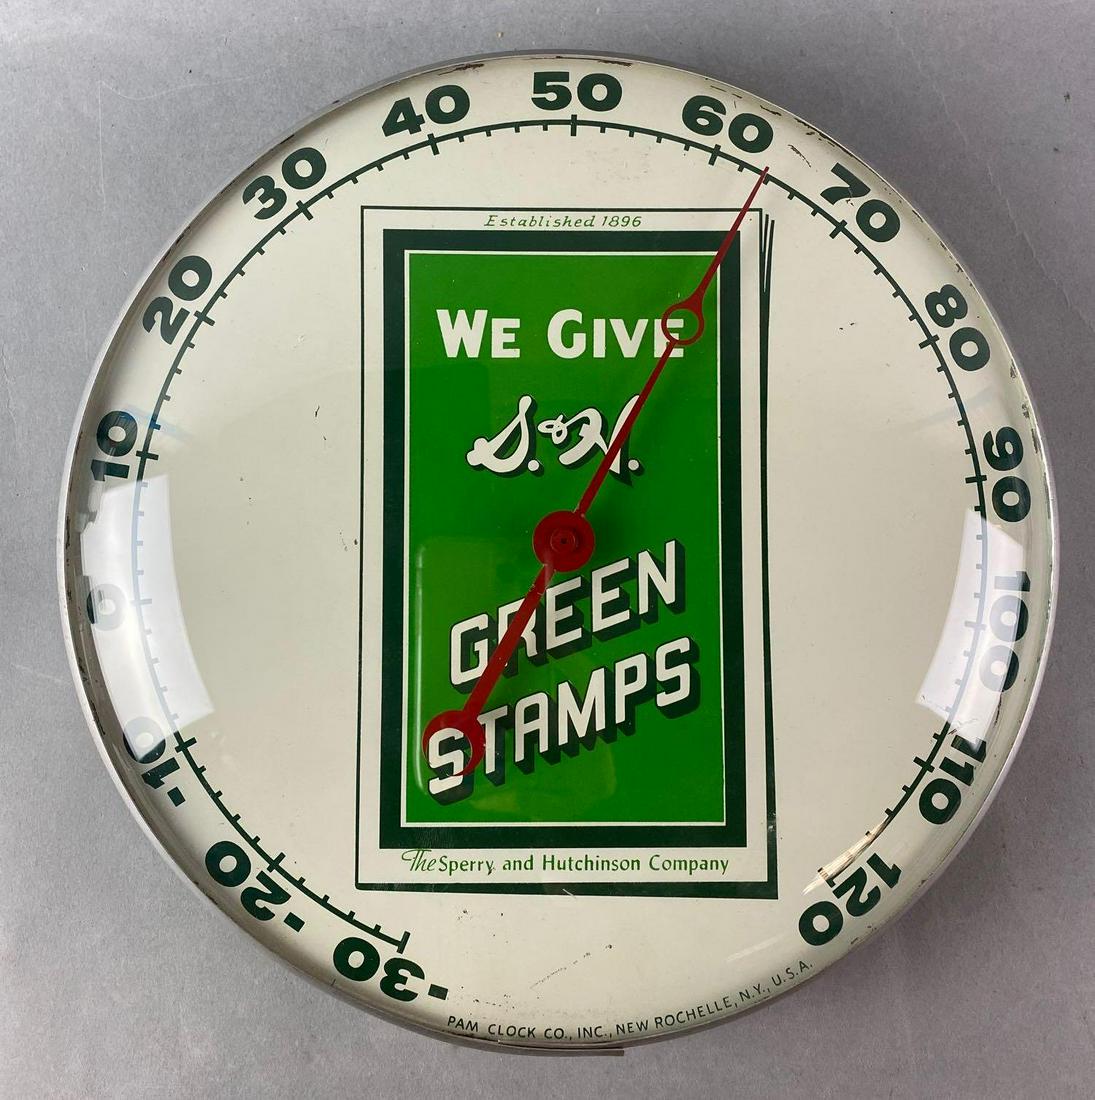 -30
-20
-10
0
10
20
30
40
50
60
70
80
90
100
110
120
Established 1896
WE GIVE
S.&H.
GREEN
STAMPS
The Sperry and Hutchinson Company
PAM CLOCK CO., INC., NEW ROCHELLE, N.Y., U.S.A.